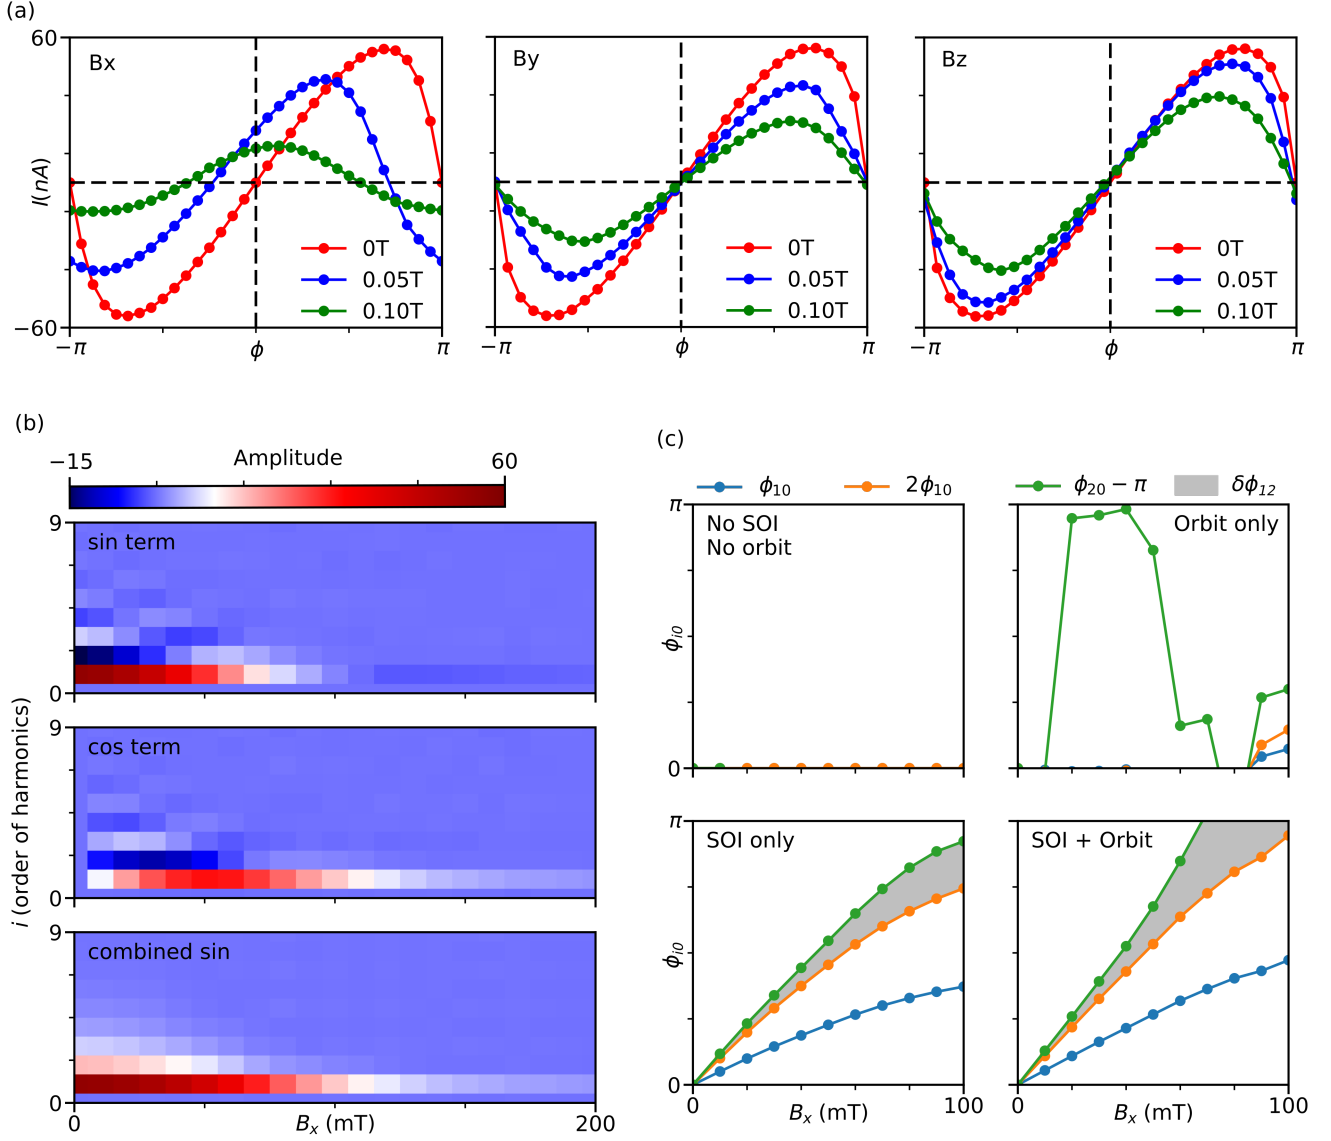 (a)
60
−60
I(nA)
Bx
0T
0.05T
0.10T
−π
ϕ
π
By
0T
0.05T
0.10T
−π
ϕ
π
Bz
0T
0.05T
0.10T
−π
ϕ
π
(b)
−15 Amplitude 60
9
sin term
0
9
cos term
0
9
combined sin
0
i (order of harmonics)
0 Bx (mT) 200
(c)
ϕ10 2ϕ10 ϕ20 − π δϕ12
π
No SOI
No orbit
ϕi0
0
Orbit only
π
SOI only
ϕi0
0
0 Bx (mT) 100
SOI + Orbit
0 Bx (mT) 100